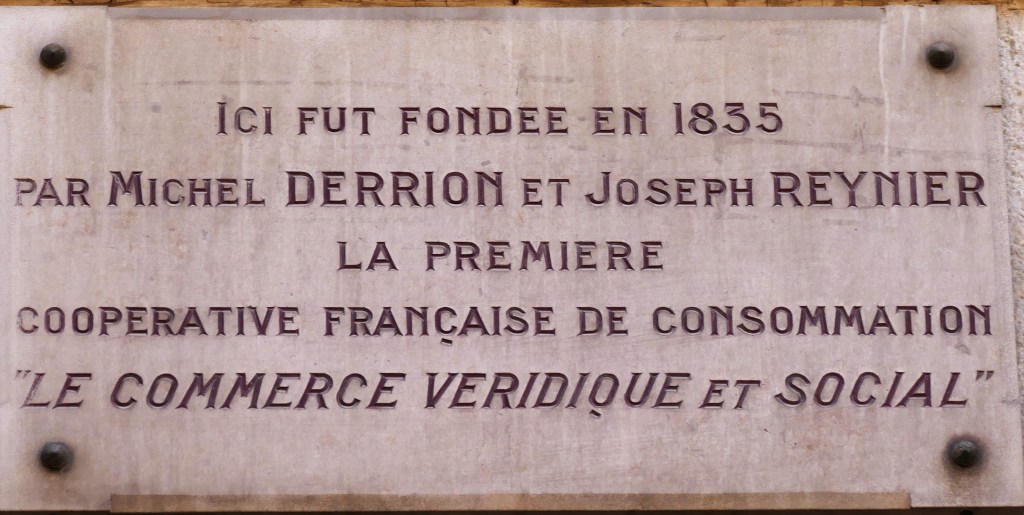 ICI FUT FONDEE EN 1835
PAR MICHEL DERRION ET JOSEPH REYNIER
LA PREMIERE
COOPERATIVE FRANÇAISE DE CONSOMMATION
"LE COMMERCE VERIDIQUE ET SOCIAL"